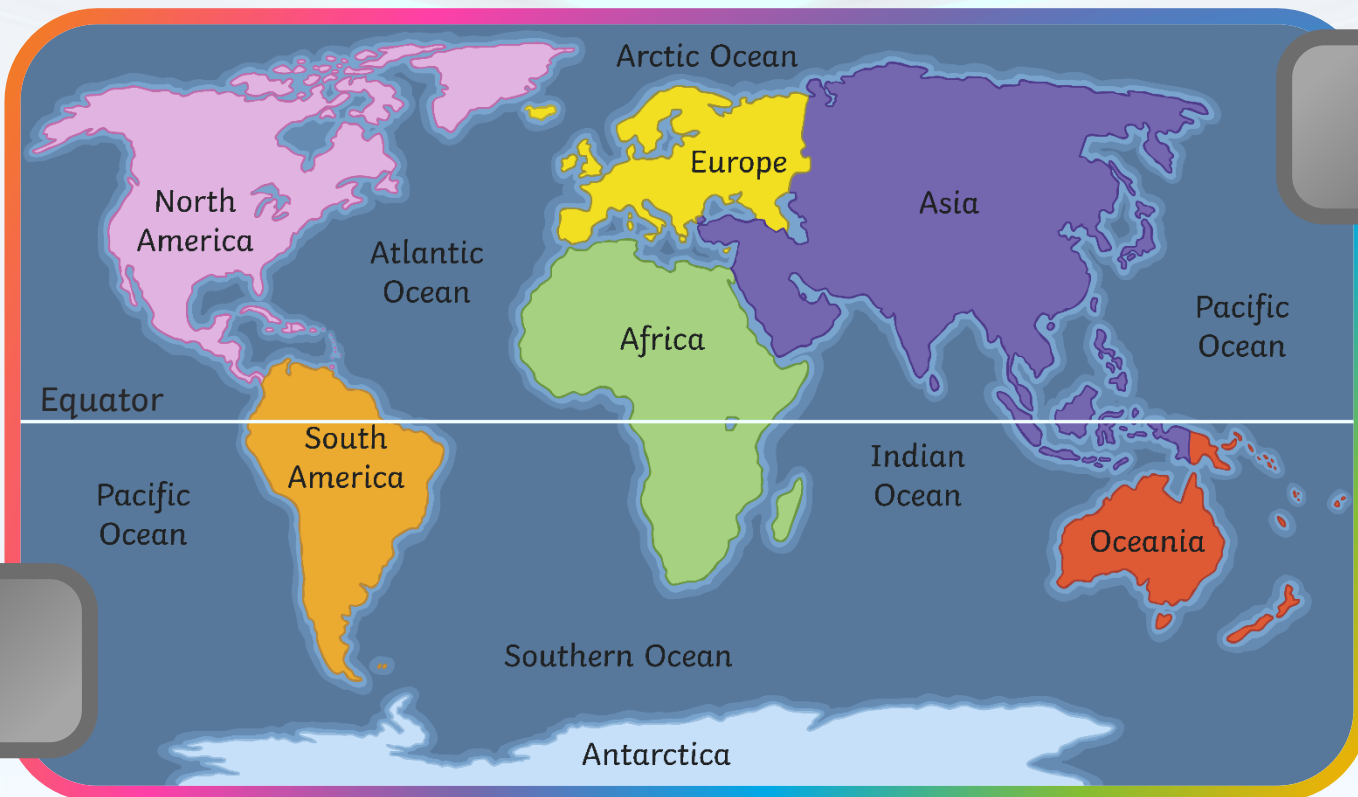 Arctic Ocean
Europe
North
America
Asia
Atlantic
Ocean
Pacific
Ocean
Africa
Equator
South
America
Indian
Ocean
Pacific
Ocean
Oceania
Southern Ocean
Antarctica